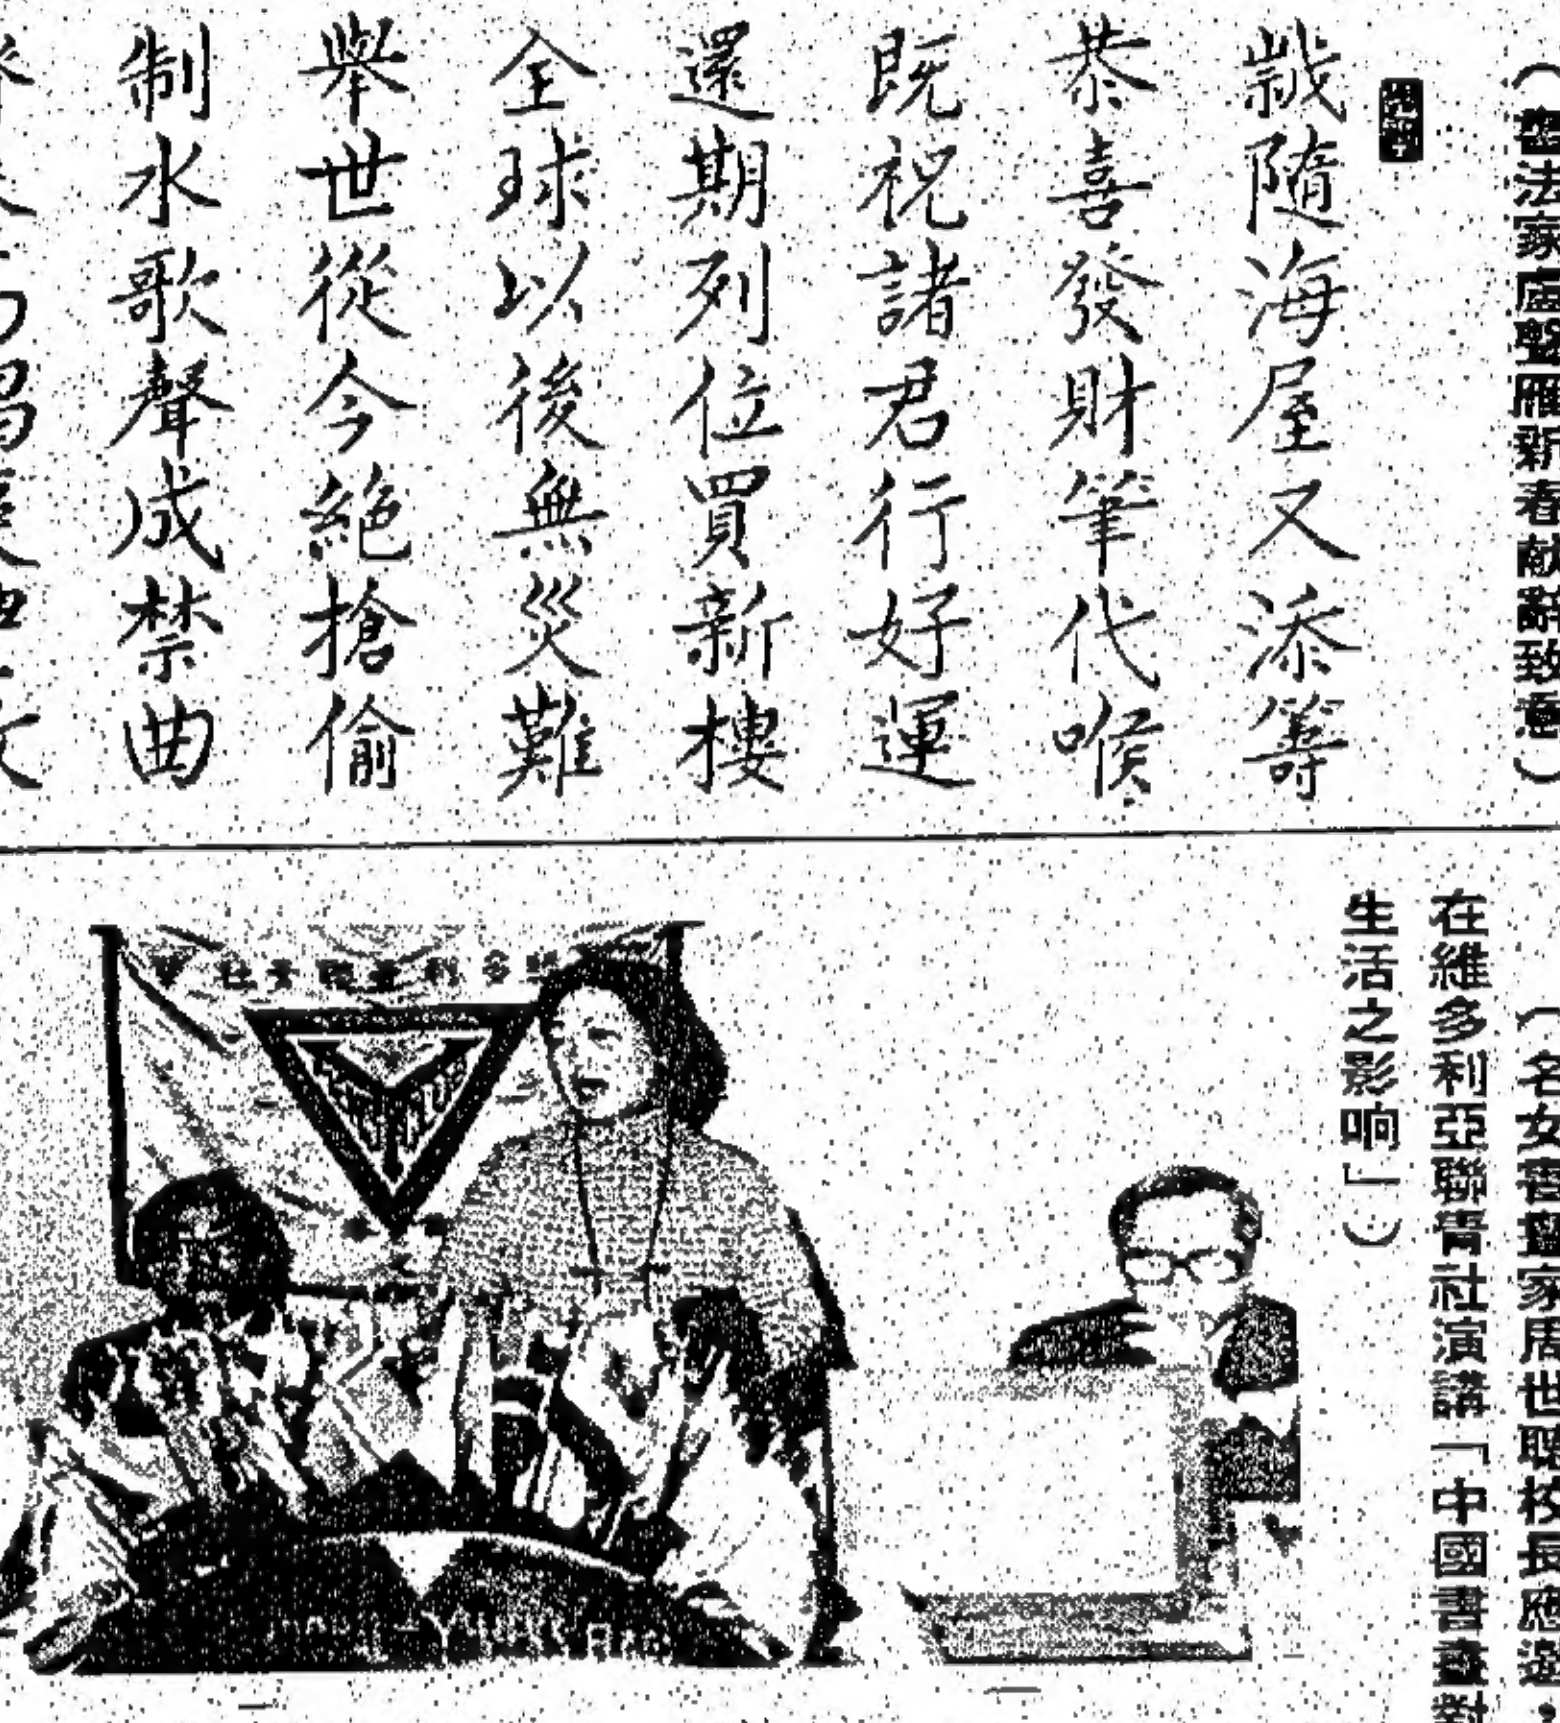 （書法家盧雙雁新春献辭致意）
歲隨海屋又添籌
恭喜發財筆代喉
既祝諸君行好運
還期列位買新樓
全球以後無災難
舉世從今絕搶偷
制水歌聲成禁曲
（名女書畫家周世聰校長應邀，
在維多利亞聯青社演講「中國書畫對
生活之影响」：）